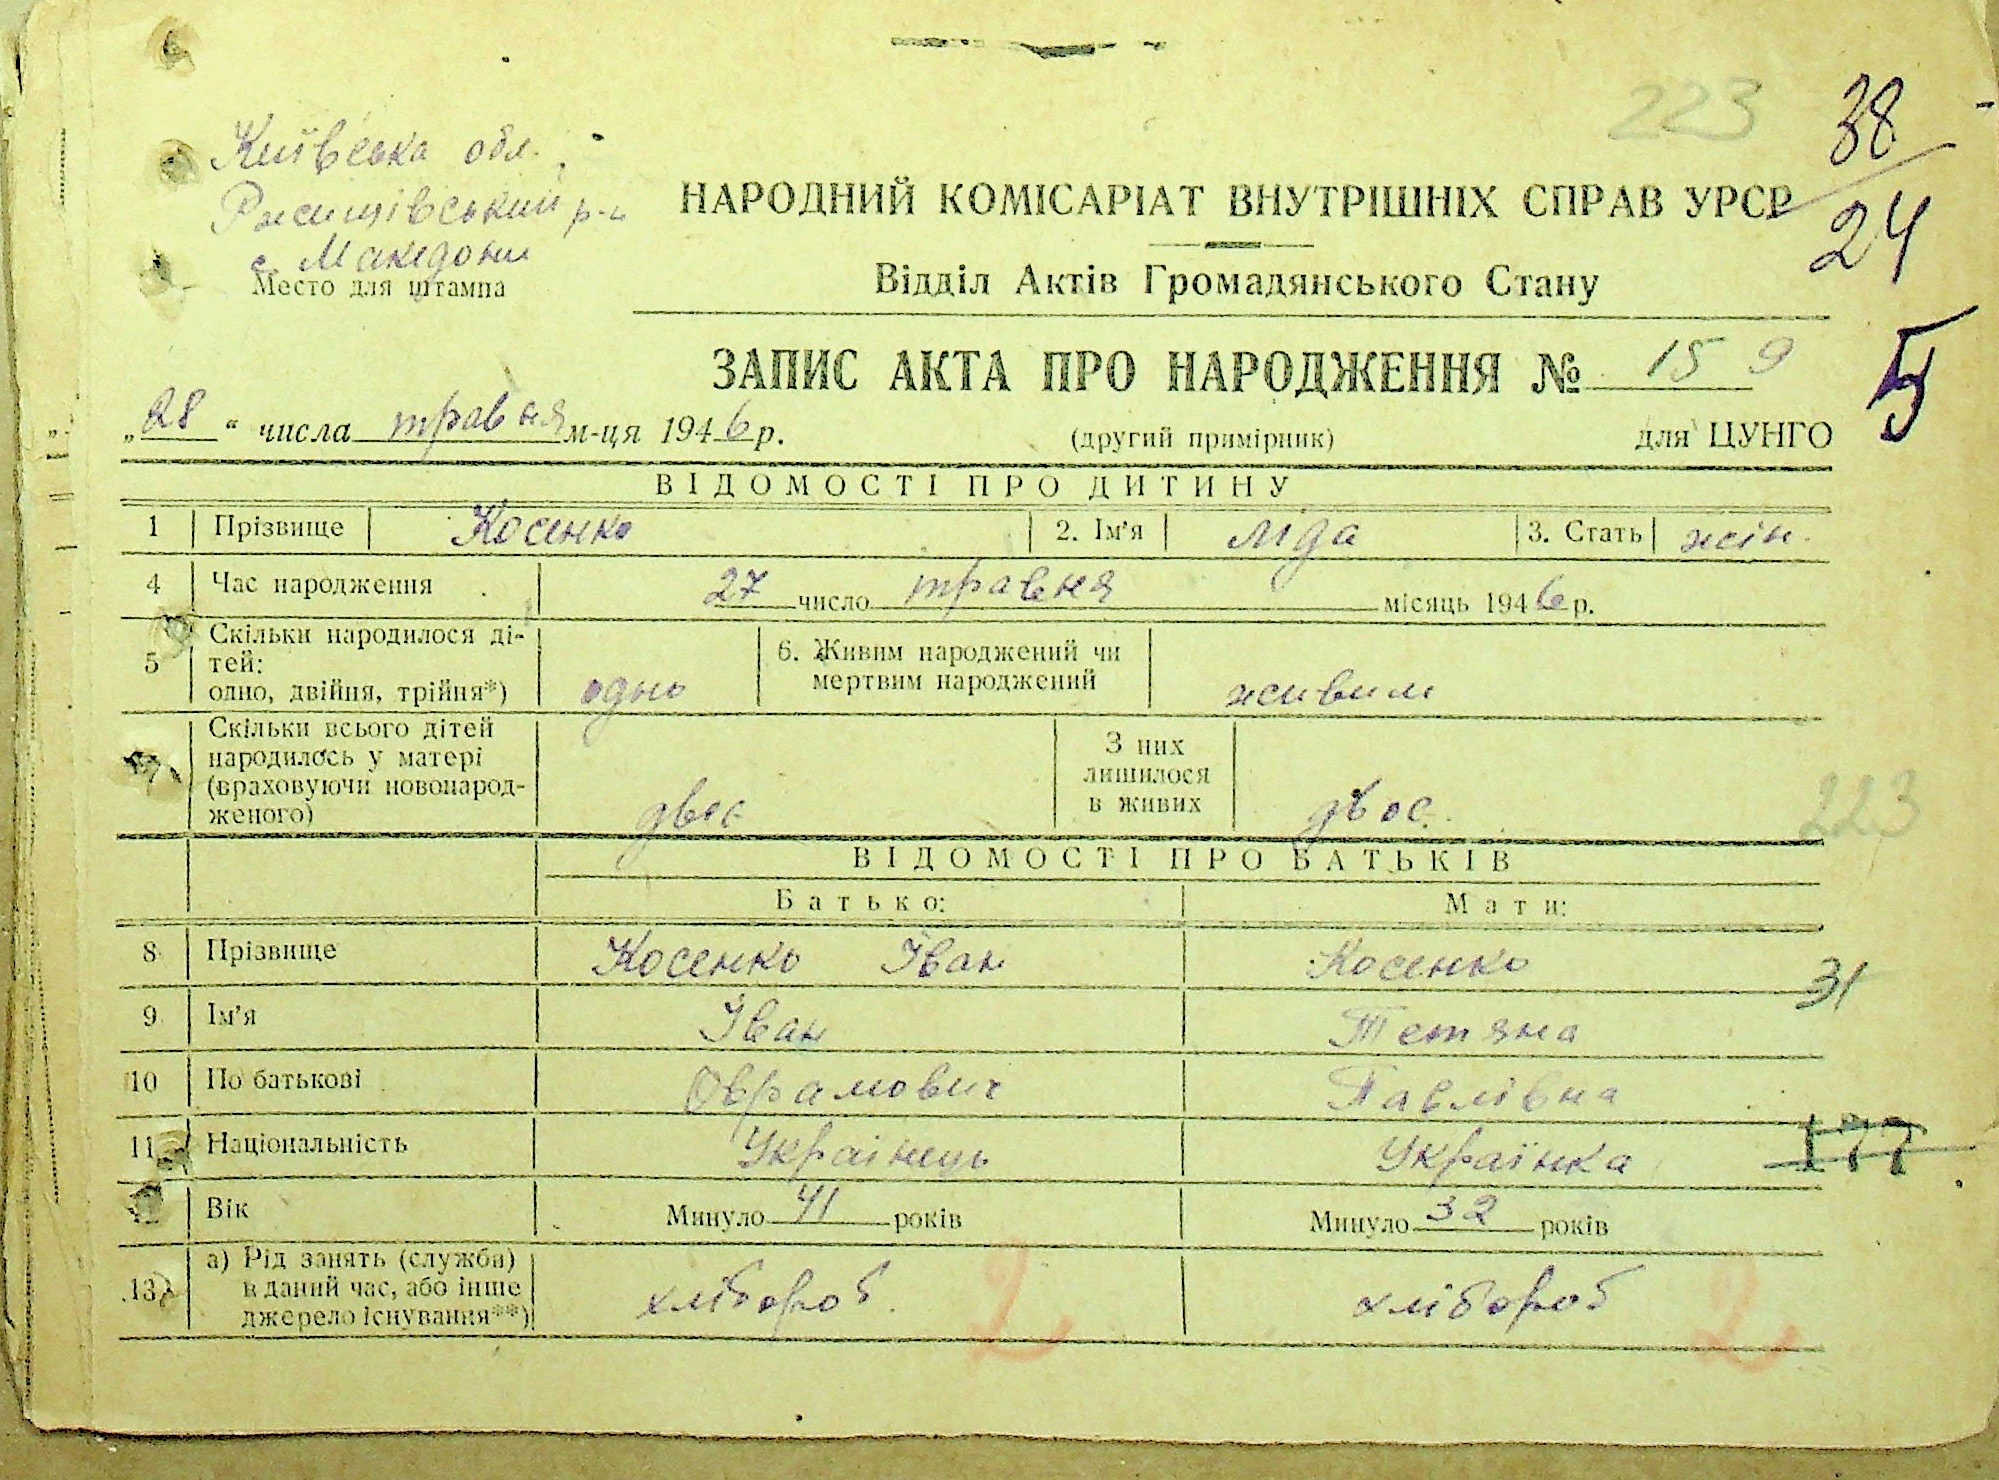 223
38
24
5
Київська обл.
Ржищівський р-н
с. Македони
Место для штампа
НАРОДНИЙ КОМІСАРІАТ ВНУТРІШНІХ СПРАВ УРСР
Відділ Актів Громадянського Стану
ЗАПИС АКТА ПРО НАРОДЖЕННЯ № 159
„28“ числа травня м-ця 1946 р. (другий примірник) для ЦУНГО
ВІДОМОСТІ ПРО ДИТИНУ
1 Прізвище Косенко 2. Ім'я Ліда 3. Стать жін.
4 Час народження 27 число травня місяць 1946 р.
5 Скільки народилося ді-
тей:
одно, двійня, трійня*) одно
6. Живим народжений чи
мертвим народжений живим
7 Скільки всього дітей
народилось у матері
(враховуючи новонарод-
женого) двоє
З них
лишилося
в живих двоє
223
ВІДОМОСТІ ПРО БАТЬКІВ
Батько: Мати:
8 Прізвище Косенко Іван Косенко
31
9 Ім'я Іван Тетяна
10 По батькові Оврамович Павлівна
11 Національність Українець Українка
177
Вік Минуло 41 років Минуло 32 років
13 а) Рід занять (служба)
в даний час, або інше
джерело існування**) хлібороб. хлібороб
2 2